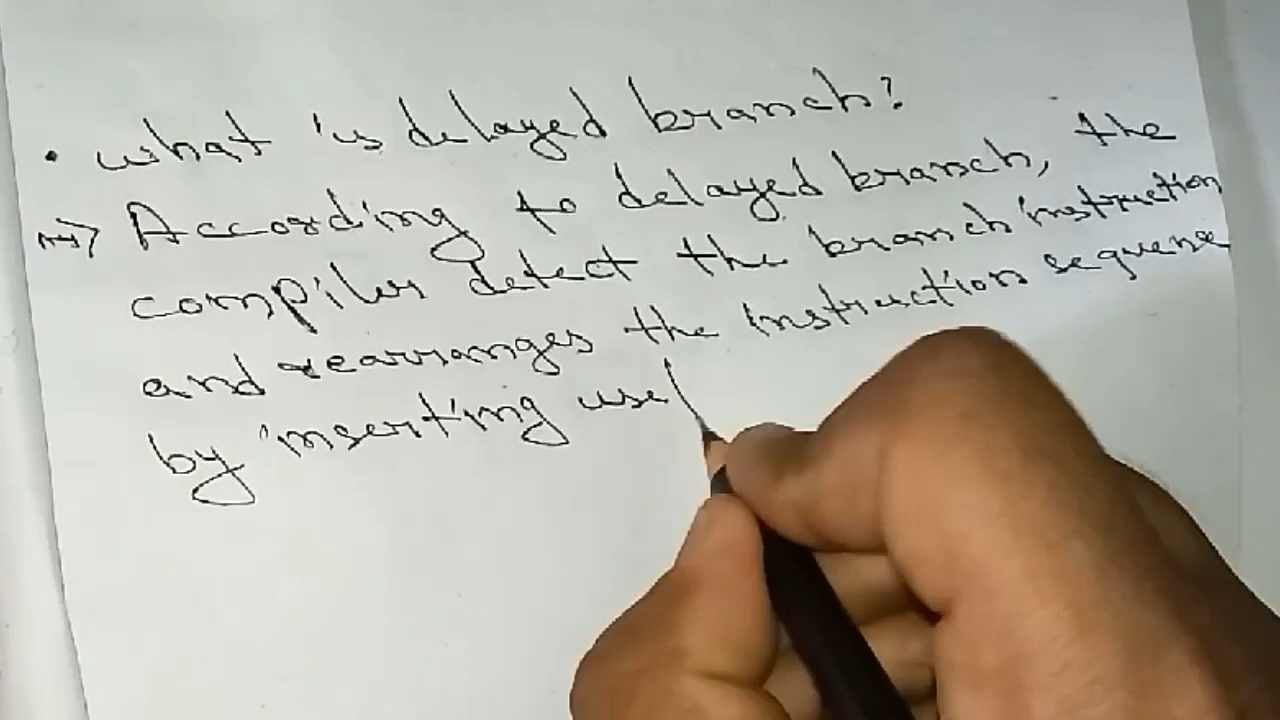 • What is delayed branch?
⇒ According to delayed branch, the
compiler detect the branch instruction
and rearranges the instruction sequence
by inserting usef